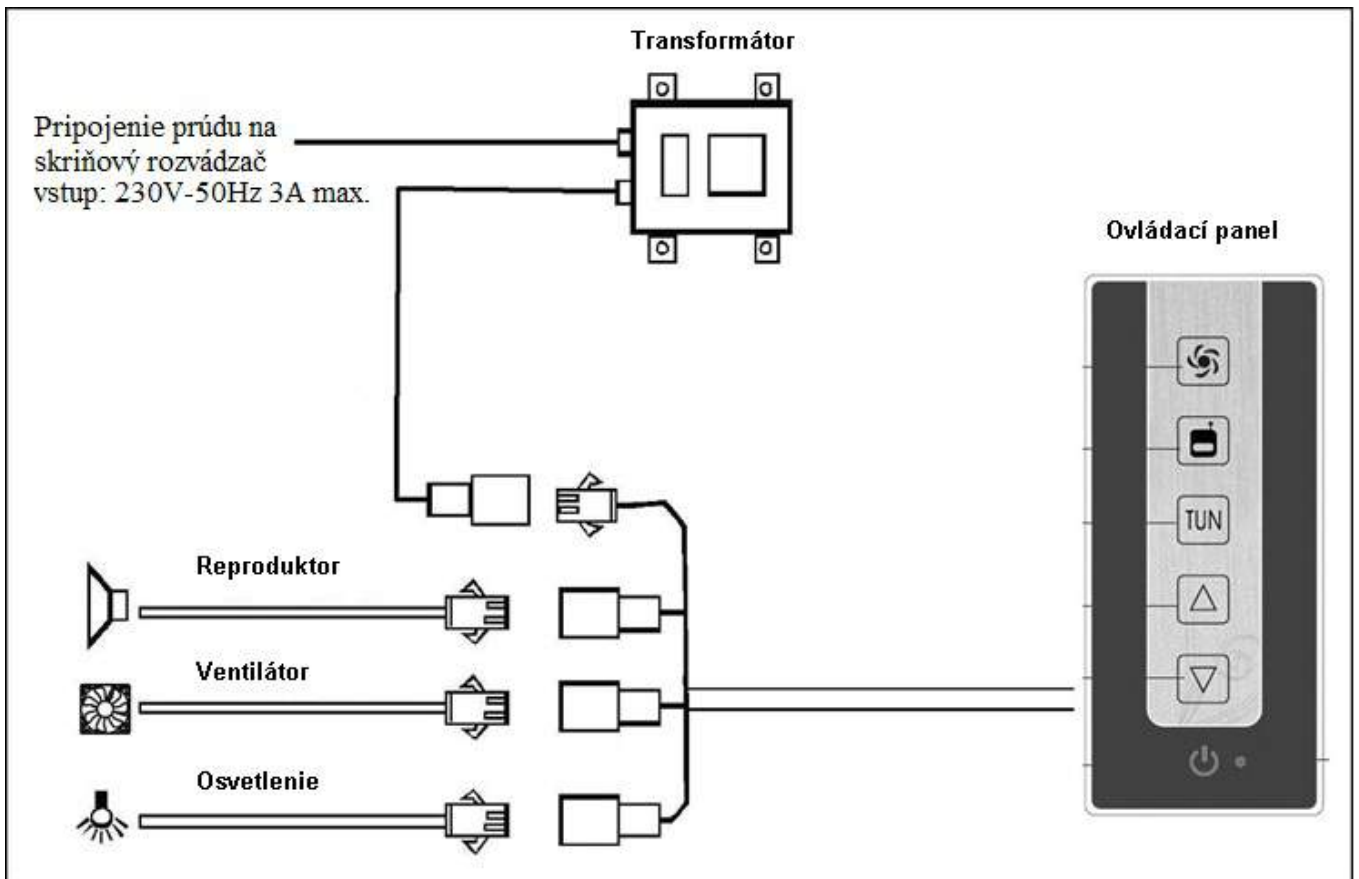 Transformátor
Pripojenie prúdu na
skriňový rozvádzač
vstup: 230V-50Hz 3A max.
Ovládací panel
TUN
Reproduktor
Ventilátor
Osvetlenie